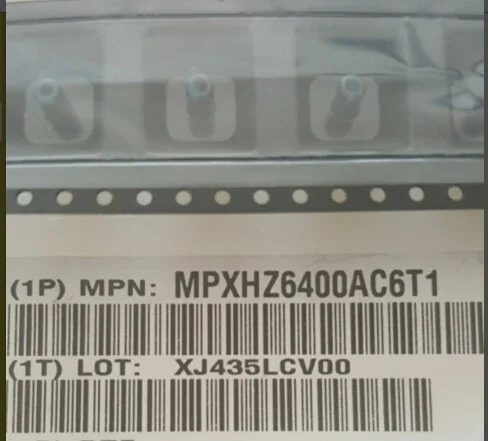 (1P) MPN: MPXHZ6400AC6T1
(1T) LOT: XJ435LCV00